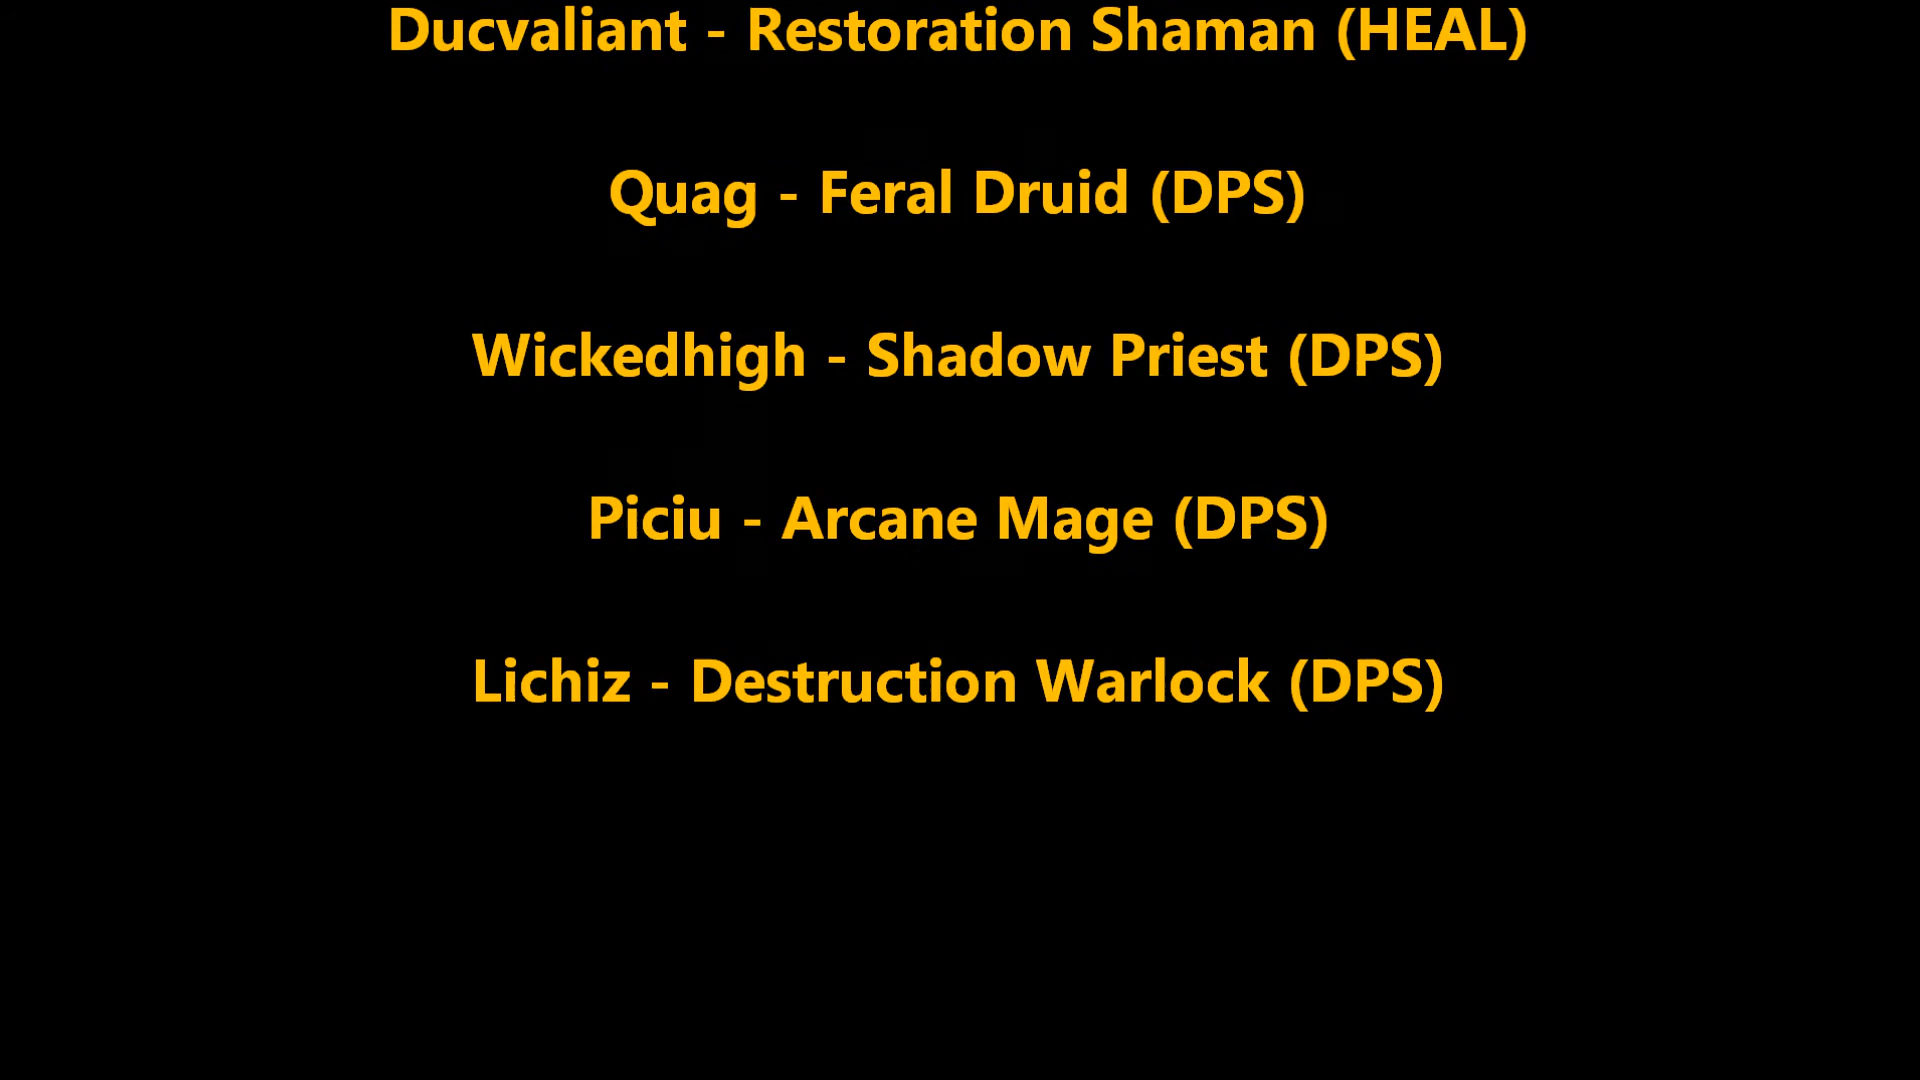 Ducvaliant - Restoration Shaman (HEAL)
Quag - Feral Druid (DPS)
Wickedhigh - Shadow Priest (DPS)
Piciu - Arcane Mage (DPS)
Lichiz - Destruction Warlock (DPS)